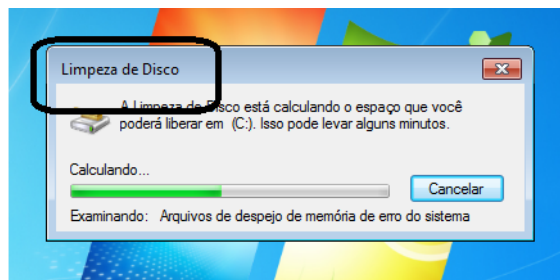 Limpeza de Disco
A Limpeza de Disco está calculando o espaço que você
poderá liberar em (C:). Isso pode levar alguns minutos.
Calculando...
Cancelar
Examinando: Arquivos de despejo de memória de erro do sistema